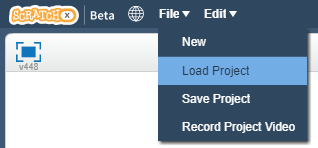 SCRATCHX Beta File Edit
New
v448
Load Project
Save Project
Record Project Video